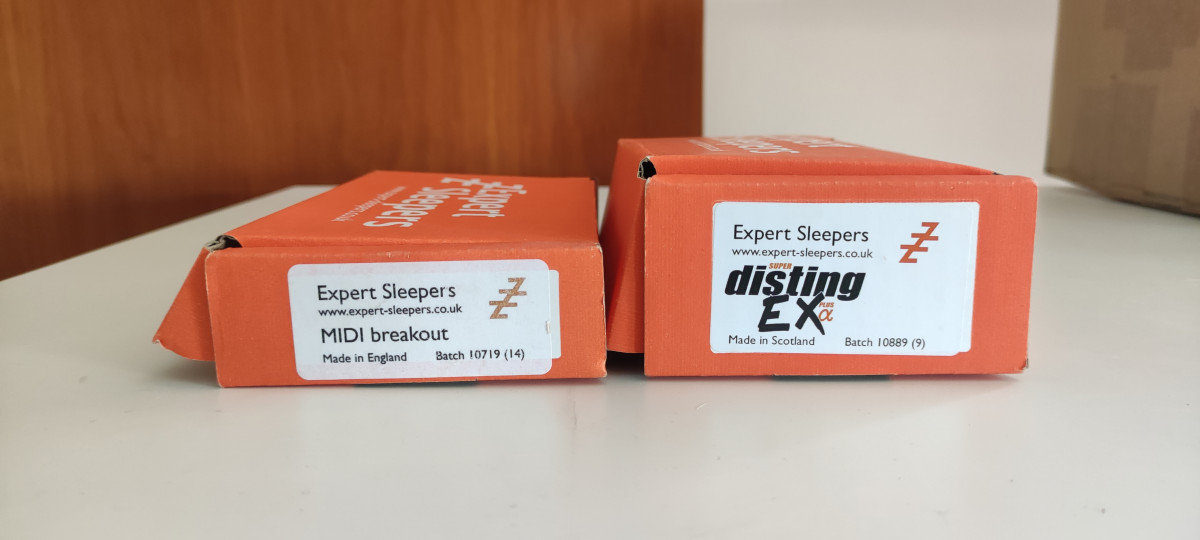 Expert
Sleepers
Expert Sleepers
www.expert-sleepers.co.uk
MIDI breakout
Made in England Batch 10719 (14)
Expert Sleepers
www.expert-sleepers.co.uk
SUPER
disting
EX PLUS α
Made in Scotland Batch 10889 (9)